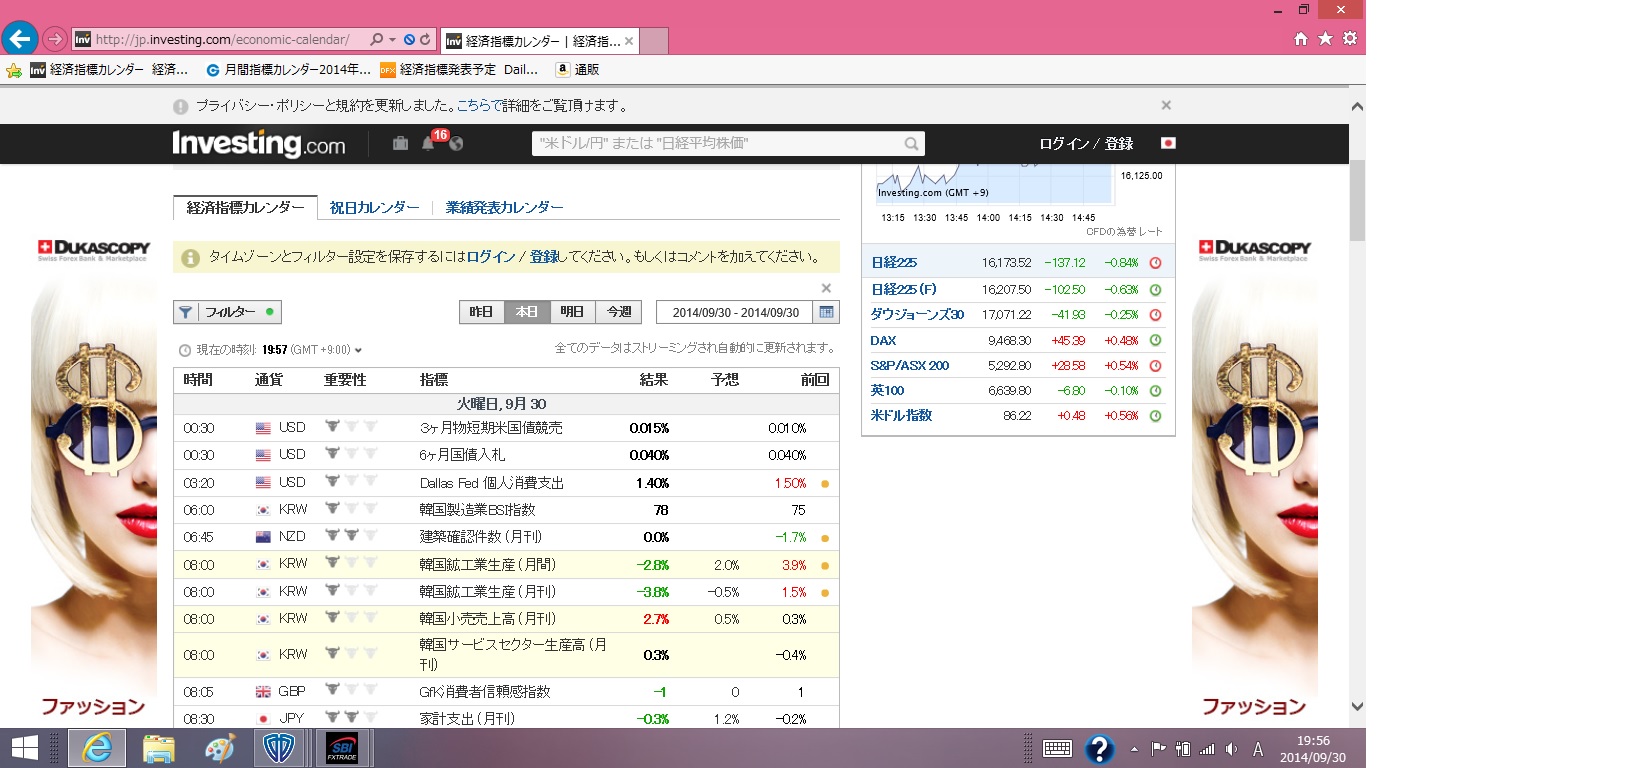 http://jp.investing.com/economic-calendar/
経済指標カレンダー | 経済指...
経済指標カレンダー 経済...
月間指標カレンダー2014年...
経済指標発表予定 Dail...
通販
プライバシー・ポリシーと規約を更新しました。こちらで詳細をご覧頂けます。
Investing.com
16
"米ドル/円" または "日経平均株価"
ログイン / 登録
16,125.00
Investing.com (GMT +9)
13:15 13:30 13:45 14:00 14:15 14:30 14:45
CFDの為替レート
経済指標カレンダー 祝日カレンダー 業績発表カレンダー
タイムゾーンとフィルター設定を保存するにはログイン / 登録してください。もしくはコメントを加えてください。
フィルター
昨日 本日 明日 今週
2014/09/30 - 2014/09/30
現在の時刻: 19:57 (GMT +9:00)
全てのデータはストリーミングされ自動的に更新されます。
時間 通貨 重要性 指標 結果 予想 前回
火曜日, 9月 30
00:30 USD 3ヶ月物短期米国債競売 0.015% 0.010%
00:30 USD 6ヶ月国債入札 0.040% 0.040%
03:20 USD Dallas Fed 個人消費支出 1.40% 1.50%
06:00 KRW 韓国製造業BSI指数 78 75
06:45 NZD 建築確認件数 (月刊) 0.0% -1.7%
08:00 KRW 韓国鉱工業生産 (月間) -2.8% 2.0% 3.9%
08:00 KRW 韓国鉱工業生産 (月刊) -3.8% -0.5% 1.5%
08:00 KRW 韓国小売売上高 (月刊) 2.7% 0.5% 0.3%
08:00 KRW 韓国サービスセクター生産高 (月刊) 0.3% -0.4%
08:05 GBP Gfk消費者信頼感指数 -1 0 1
08:30 JPY 家計支出 (月刊) -0.3% 1.2% -0.2%
日経225 16,173.52 -137.12 -0.84%
日経225 (F) 16,207.50 -102.50 -0.63%
ダウジョーンズ30 17,071.22 -41.93 -0.25%
DAX 9,468.30 +45.39 +0.48%
S&P/ASX 200 5,292.80 +28.58 +0.54%
英100 6,639.80 -6.80 -0.10%
米ドル指数 86.22 +0.48 +0.56%
DUKASCOPY
Swiss Forex Bank & Marketplace
ファッション
DUKASCOPY
Swiss Forex Bank & Marketplace
ファッション
SBI
FXTRADE
A
19:56
2014/09/30